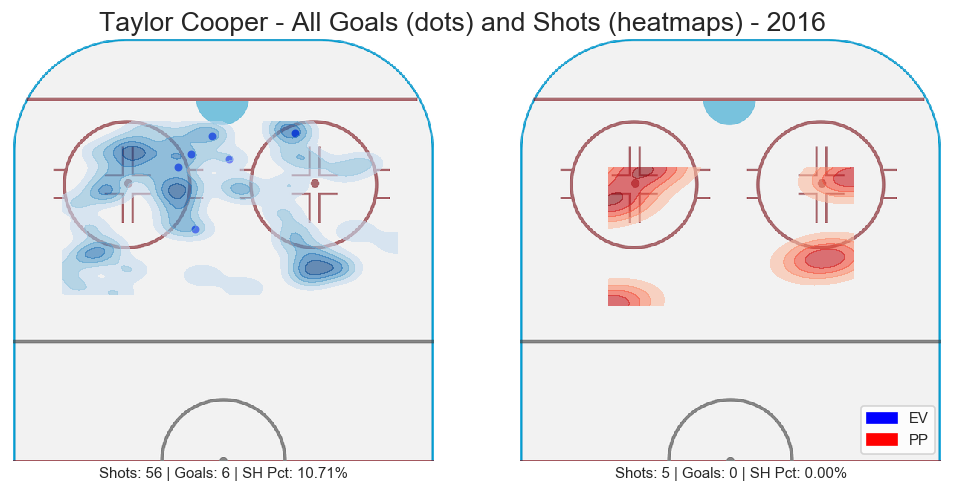 Taylor Cooper - All Goals (dots) and Shots (heatmaps) - 2016
EV
PP
Shots: 56 | Goals: 6 | SH Pct: 10.71%
Shots: 5 | Goals: 0 | SH Pct: 0.00%